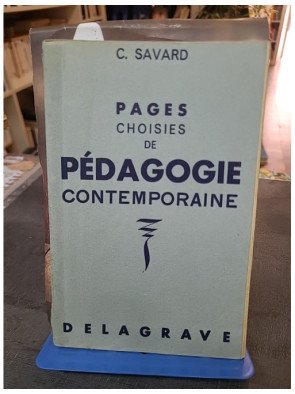 C. SAVARD
PAGES
CHOISIES
DE
PÉDAGOGIE
CONTEMPORAINE
DELAGRAVE